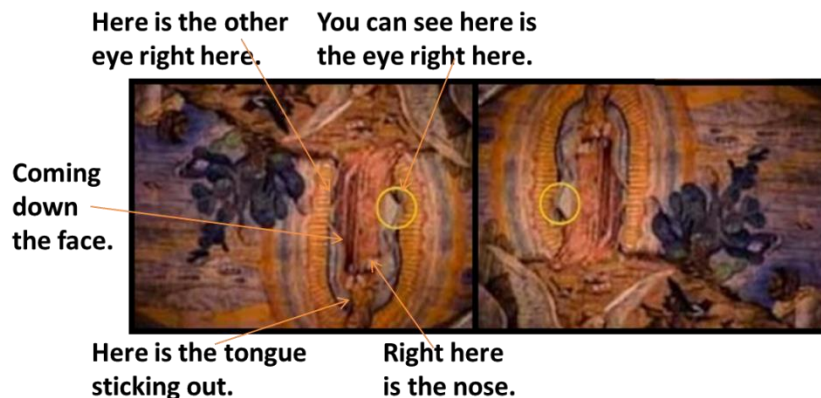 Here is the other
eye right here.
You can see here is
the eye right here.
Coming
down
the face.
Here is the tongue
sticking out.
Right here
is the nose.